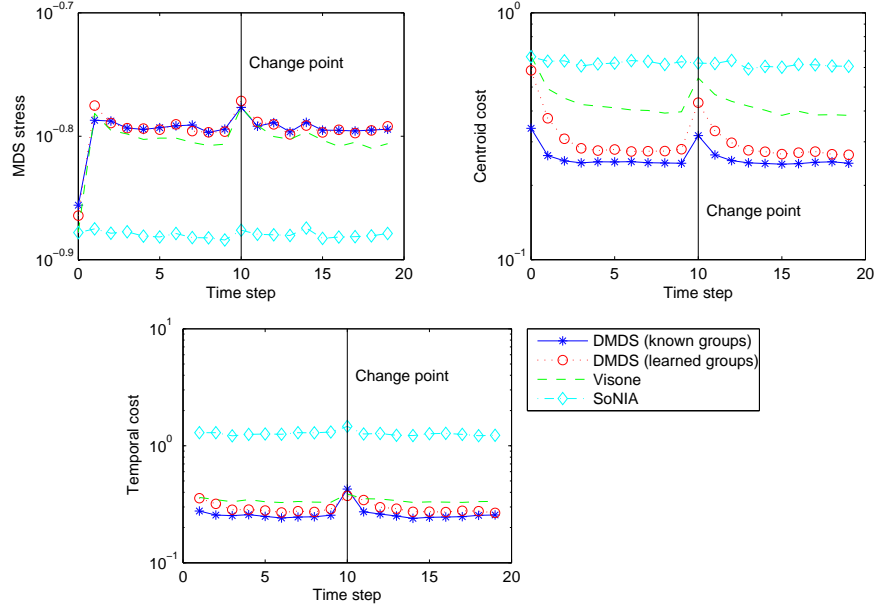 10^-0.7
10^-0.8
10^-0.9
MDS stress
Change point
0 5 10 15 20
Time step
10^0
10^-1
Centroid cost
Change point
0 5 10 15 20
Time step
10^1
10^0
10^-1
Temporal cost
Change point
0 5 10 15 20
Time step
DMDS (known groups)
DMDS (learned groups)
Visone
SoNIA